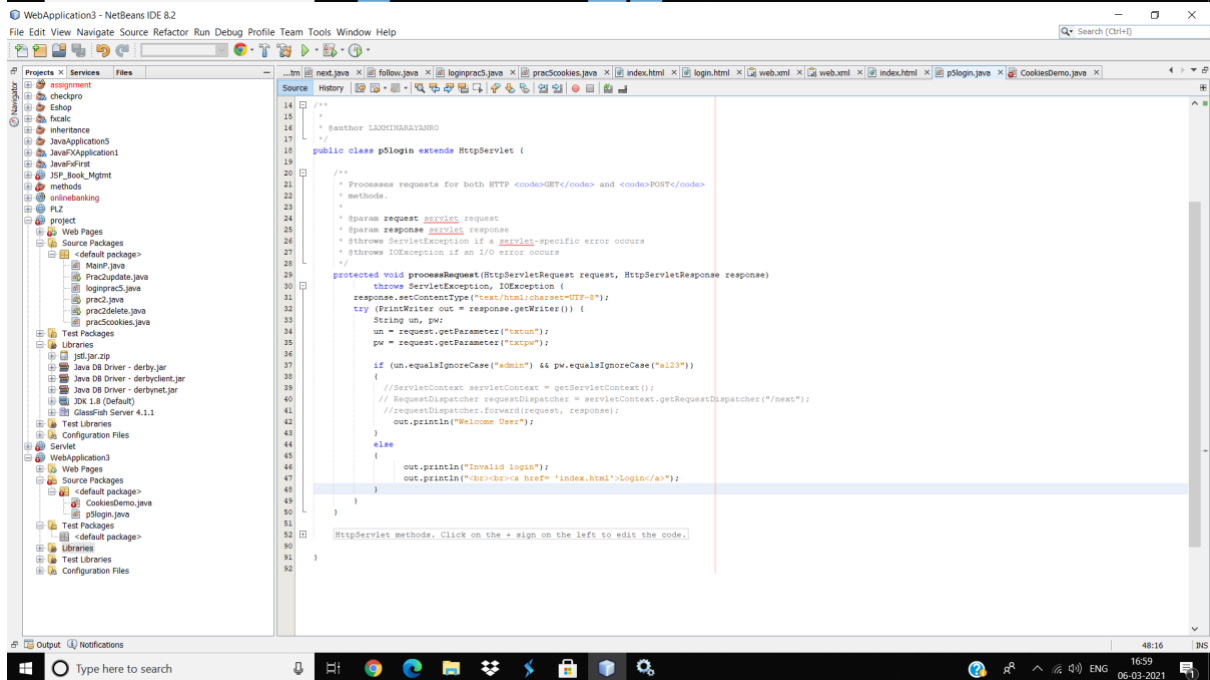 WebApplication3 - NetBeans IDE 8.2
File Edit View Navigate Source Refactor Run Debug Profile Team Tools Window Help
Search (Ctrl+I)
Projects Services Files
...tm next.java follow.java loginprac5.java prac5cookies.java index.html login.html web.xml web.xml index.html p5login.java CookiesDemo.java
Navigator
Source History
assignment
checkpro
Eshop
fxcalc
inheritance
JavaApplication5
JavaFXApplication1
JavaFxFirst
JSP_Book_Mgtmt
methods
onlinebanking
PLZ
project
Web Pages
Source Packages
<default package>
MainP.java
Prac2update.java
loginprac5.java
prac2.java
prac2delete.java
prac5cookies.java
Test Packages
Libraries
jstl.jar.zip
Java DB Driver - derby.jar
Java DB Driver - derbyclient.jar
Java DB Driver - derbynet.jar
JDK 1.8 (Default)
GlassFish Server 4.1.1
Test Libraries
Configuration Files
Servlet
WebApplication3
Web Pages
Source Packages
<default package>
CookiesDemo.java
p5login.java
Test Packages
<default package>
Libraries
Test Libraries
Configuration Files
14 /**
15 *
16 * @author LAXMINARAYANRO
17 */
18 public class p5login extends HttpServlet {
19
20 /**
21 * Processes requests for both HTTP <code>GET</code> and <code>POST</code>
22 * methods.
23 *
24 * @param request servlet request
25 * @param response servlet response
26 * @throws ServletException if a servlet-specific error occurs
27 * @throws IOException if an I/O error occurs
28 */
29 protected void processRequest(HttpServletRequest request, HttpServletResponse response)
30 throws ServletException, IOException {
31 response.setContentType("text/html;charset=UTF-8");
32 try (PrintWriter out = response.getWriter()) {
33 String un, pw;
34 un = request.getParameter("txtun");
35 pw = request.getParameter("txtpw");
36
37 if (un.equalsIgnoreCase("admin") && pw.equalsIgnoreCase("a123"))
38 {
39 //ServletContext servletContext = getServletContext();
40 // RequestDispatcher requestDispatcher = servletContext.getRequestDispatcher("/next");
41 //requestDispatcher.forward(request, response);
42 out.println("Welcome User");
43 }
44 else
45 {
46 out.println("Invalid login");
47 out.println("<br><br><a href= 'index.html'>Login</a>");
48 }
49 }
50 }
51
52 HttpServlet methods. Click on the + sign on the left to edit the code.
90
91 }
92
Output Notifications
48:16 INS
Type here to search
ENG
16:59
06-03-2021
1